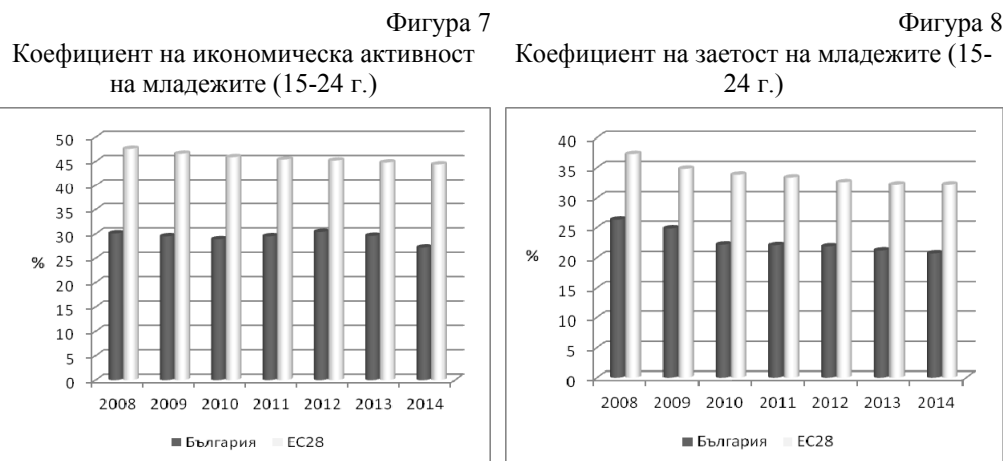 Фигура 7
Коефициент на икономическа активност
на младежите (15-24 г.)
50
45
40
35
30
25
20
15
10
5
0
%
2008 2009 2010 2011 2012 2013 2014
България ЕС28
Фигура 8
Коефициент на заетост на младежите (15-
24 г.)
40
35
30
25
20
15
10
5
0
%
2008 2009 2010 2011 2012 2013 2014
България ЕС28